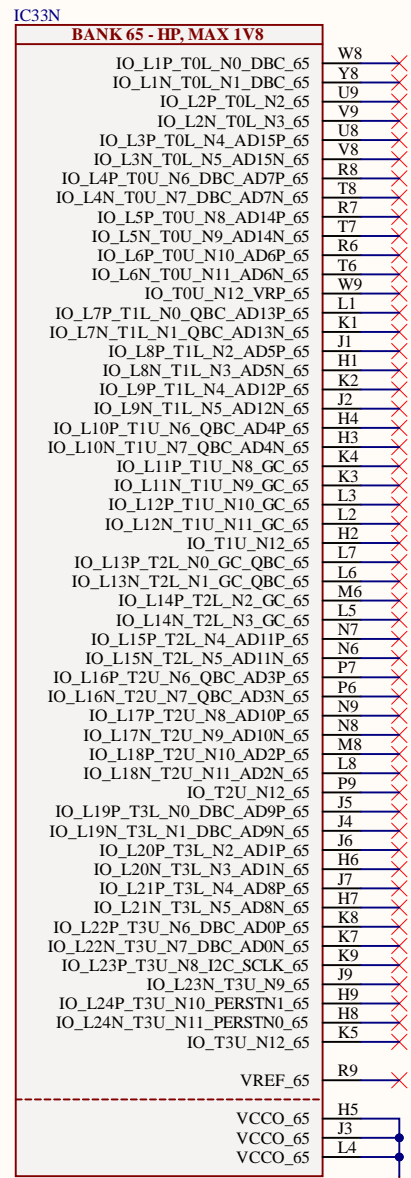 IC33N
BANK 65 - HP, MAX 1V8
IO_L1P_T0L_N0_DBC_65 W8
IO_L1N_T0L_N1_DBC_65 Y8
IO_L2P_T0L_N2_65 U9
IO_L2N_T0L_N3_65 V9
IO_L3P_T0L_N4_AD15P_65 U8
IO_L3N_T0L_N5_AD15N_65 V8
IO_L4P_T0U_N6_DBC_AD7P_65 R8
IO_L4N_T0U_N7_DBC_AD7N_65 T8
IO_L5P_T0U_N8_AD14P_65 R7
IO_L5N_T0U_N9_AD14N_65 T7
IO_L6P_T0U_N10_AD6P_65 R6
IO_L6N_T0U_N11_AD6N_65 T6
IO_T0U_N12_VRP_65 W9
IO_L7P_T1L_N0_QBC_AD13P_65 L1
IO_L7N_T1L_N1_QBC_AD13N_65 K1
IO_L8P_T1L_N2_AD5P_65 J1
IO_L8N_T1L_N3_AD5N_65 H1
IO_L9P_T1L_N4_AD12P_65 K2
IO_L9N_T1L_N5_AD12N_65 J2
IO_L10P_T1U_N6_QBC_AD4P_65 H4
IO_L10N_T1U_N7_QBC_AD4N_65 H3
IO_L11P_T1U_N8_GC_65 K4
IO_L11N_T1U_N9_GC_65 K3
IO_L12P_T1U_N10_GC_65 L3
IO_L12N_T1U_N11_GC_65 L2
IO_T1U_N12_65 H2
IO_L13P_T2L_N0_GC_QBC_65 L7
IO_L13N_T2L_N1_GC_QBC_65 L6
IO_L14P_T2L_N2_GC_65 M6
IO_L14N_T2L_N3_GC_65 L5
IO_L15P_T2L_N4_AD11P_65 N7
IO_L15N_T2L_N5_AD11N_65 N6
IO_L16P_T2U_N6_QBC_AD3P_65 P7
IO_L16N_T2U_N7_QBC_AD3N_65 P6
IO_L17P_T2U_N8_AD10P_65 N9
IO_L17N_T2U_N9_AD10N_65 N8
IO_L18P_T2U_N10_AD2P_65 M8
IO_L18N_T2U_N11_AD2N_65 L8
IO_T2U_N12_65 P9
IO_L19P_T3L_N0_DBC_AD9P_65 J5
IO_L19N_T3L_N1_DBC_AD9N_65 J4
IO_L20P_T3L_N2_AD1P_65 J6
IO_L20N_T3L_N3_AD1N_65 H6
IO_L21P_T3L_N4_AD8P_65 J7
IO_L21N_T3L_N5_AD8N_65 H7
IO_L22P_T3U_N6_DBC_AD0P_65 K8
IO_L22N_T3U_N7_DBC_AD0N_65 K7
IO_L23P_T3U_N8_I2C_SCLK_65 K9
IO_L23N_T3U_N9_65 J9
IO_L24P_T3U_N10_PERSTN1_65 H9
IO_L24N_T3U_N11_PERSTN0_65 H8
IO_T3U_N12_65 K5
VREF_65 R9
VCCO_65 H5
VCCO_65 J3
VCCO_65 L4